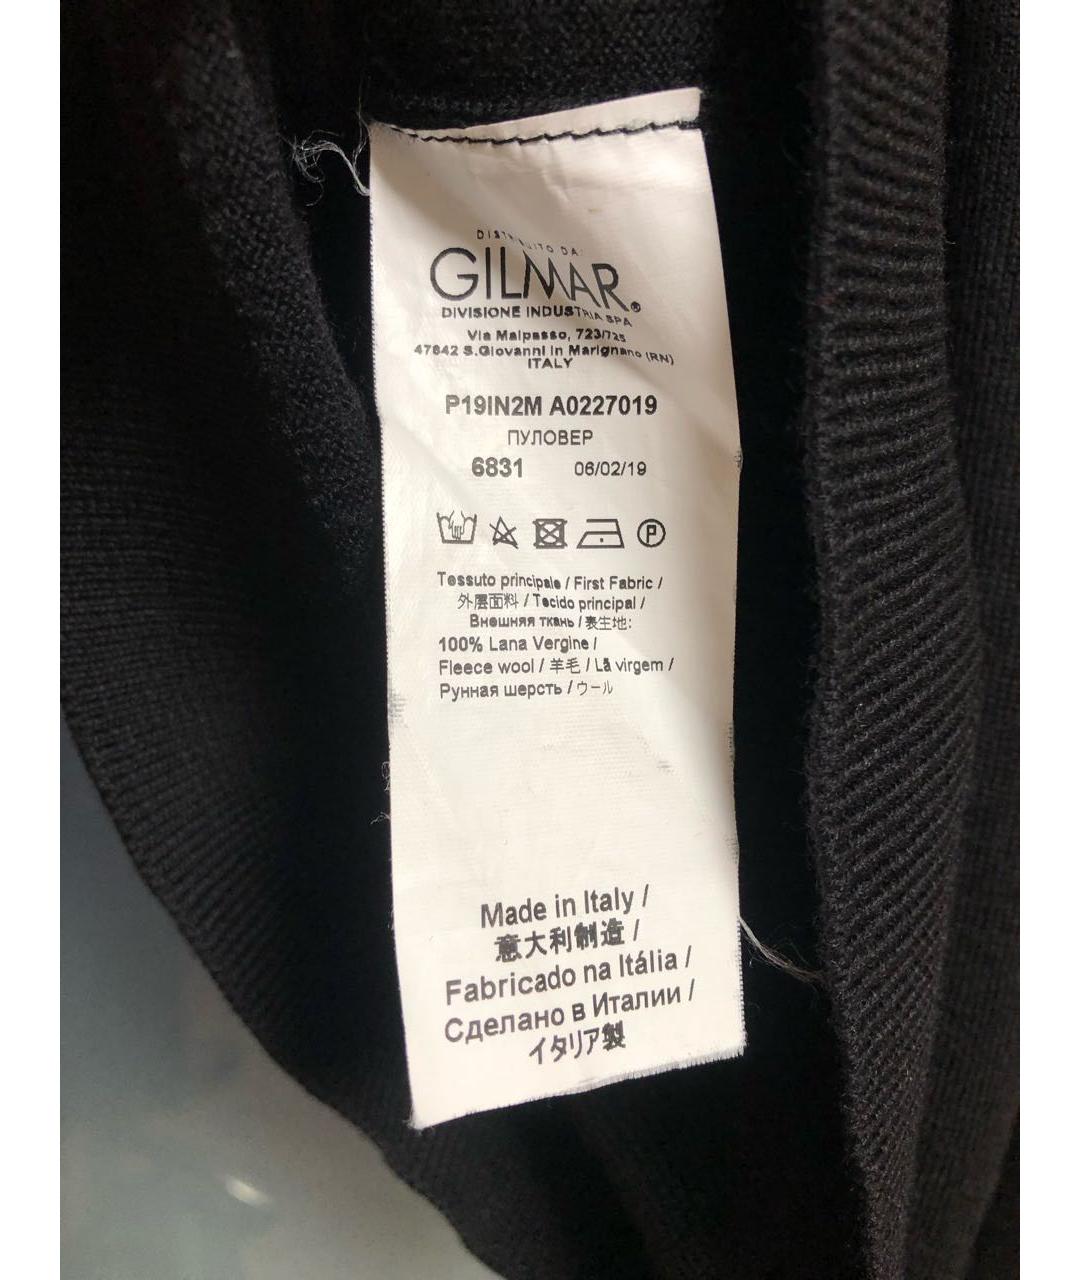 DISTRIBUITO DA:
GILMAR®
DIVISIONE INDUSTRIA SPA
Via Malpasso, 723/725
47842 S.Giovanni in Marignano (RN)
ITALY
P19IN2M A0227019
ПУЛОВЕР
6831 06/02/19
P
Tessuto principale / First Fabric /
外层面料 / Tecido principal /
Внешняя ткань /表生地:
100% Lana Vergine /
Fleece wool / 羊毛 / Lã virgem /
Рунная шерсть / ウール
Made in Italy /
意大利制造 /
Fabricado na Itália /
Сделано в Италии /
イタリア製